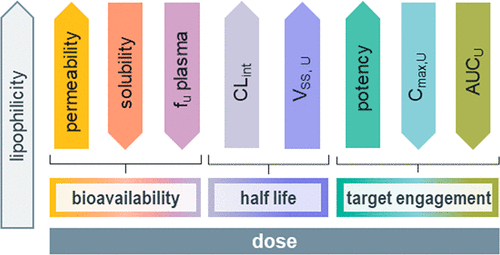 lipophilicity
permeability
solubility
fu plasma
CLint
Vss, U
potency
Cmax,U
AUCU
bioavailability
half life
target engagement
dose